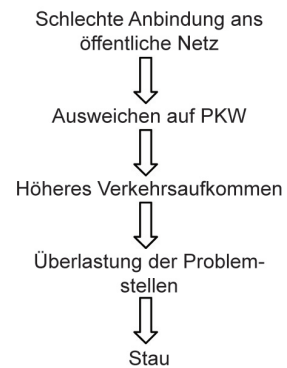 Schlechte Anbindung ans
öffentliche Netz
Ausweichen auf PKW
Höheres Verkehrsaufkommen
Überlastung der Problem-
stellen
Stau